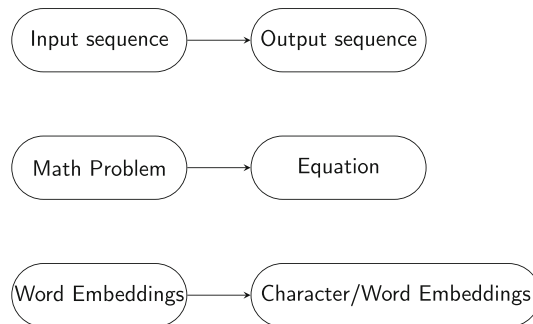 Input sequence
Output sequence
Math Problem
Equation
Word Embeddings
Character/Word Embeddings